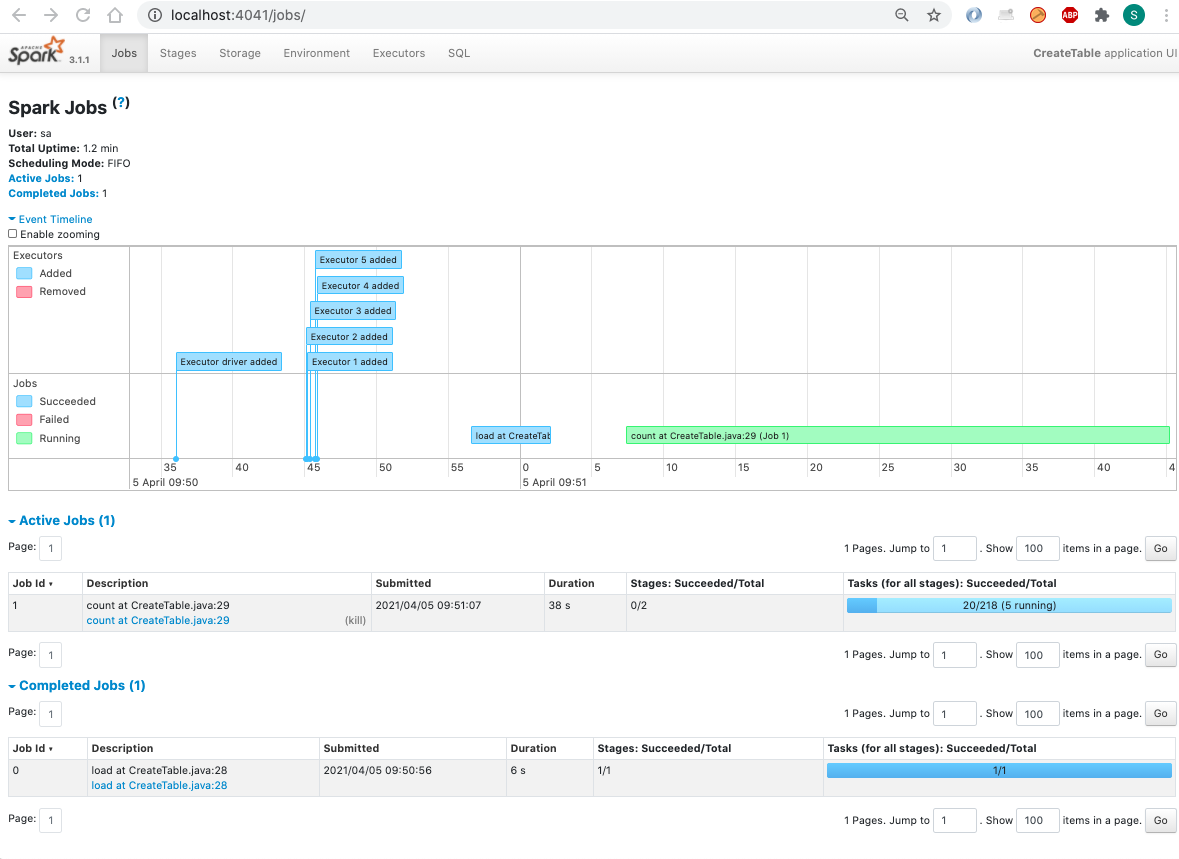 localhost:4041/jobs/
ABP
S
APACHE Spark 3.1.1 Jobs Stages Storage Environment Executors SQL CreateTable application UI
Spark Jobs (?)
User: sa
Total Uptime: 1.2 min
Scheduling Mode: FIFO
Active Jobs: 1
Completed Jobs: 1
Event Timeline
Enable zooming
Executors
Added
Removed
Executor 5 added
Executor 4 added
Executor 3 added
Executor 2 added
Executor driver added Executor 1 added
Jobs
Succeeded
Failed
Running
load at CreateTab count at CreateTable.java:29 (Job 1)
35 40 45 50 55 0 5 10 15 20 25 30 35 40 4
5 April 09:50 5 April 09:51
Active Jobs (1)
Page: 1 1 Pages. Jump to 1 . Show 100 items in a page. Go
Job Id ▾ Description Submitted Duration Stages: Succeeded/Total Tasks (for all stages): Succeeded/Total
1 count at CreateTable.java:29 2021/04/05 09:51:07 38 s 0/2 20/218 (5 running)
count at CreateTable.java:29 (kill)
Page: 1 1 Pages. Jump to 1 . Show 100 items in a page. Go
Completed Jobs (1)
Page: 1 1 Pages. Jump to 1 . Show 100 items in a page. Go
Job Id ▾ Description Submitted Duration Stages: Succeeded/Total Tasks (for all stages): Succeeded/Total
0 load at CreateTable.java:28 2021/04/05 09:50:56 6 s 1/1 1/1
load at CreateTable.java:28
Page: 1 1 Pages. Jump to 1 . Show 100 items in a page. Go